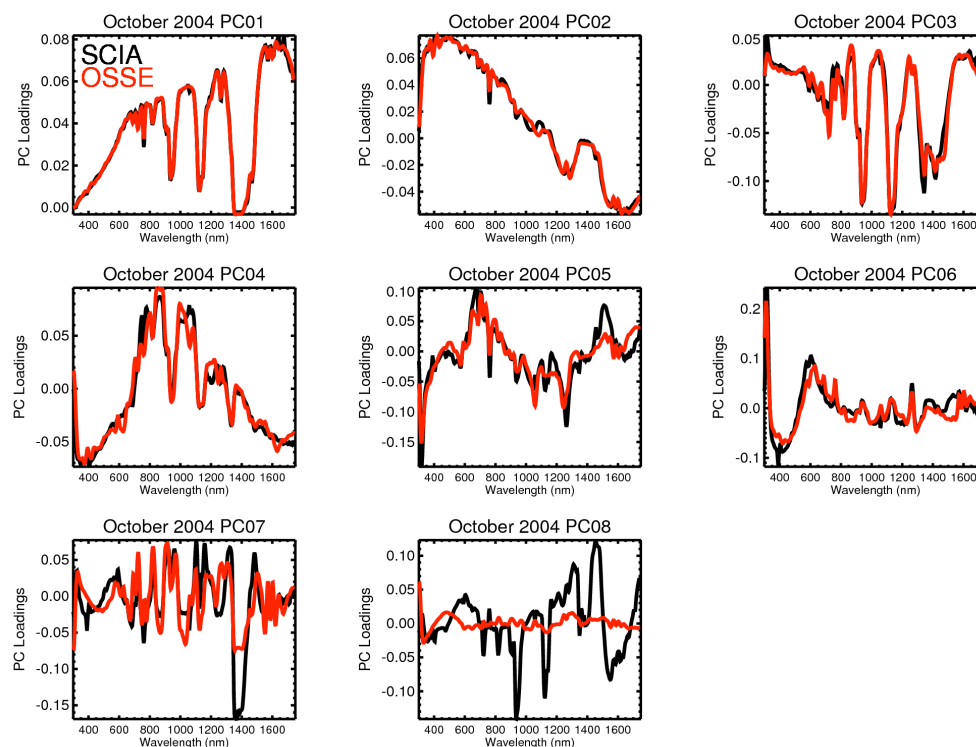 October 2004 PC01
October 2004 PC02
October 2004 PC03
SCIA
OSSE
PC Loadings
0.08
0.06
0.04
0.02
0.00
400 600 800 1000 1200 1400 1600
Wavelength (nm)
PC Loadings
0.06
0.04
0.02
-0.00
-0.02
-0.04
400 600 800 1000 1200 1400 1600
Wavelength (nm)
PC Loadings
0.05
0.00
-0.05
-0.10
400 600 800 1000 1200 1400 1600
Wavelength (nm)
October 2004 PC04
October 2004 PC05
October 2004 PC06
PC Loadings
0.05
0.00
-0.05
400 600 800 1000 1200 1400 1600
Wavelength (nm)
PC Loadings
0.10
0.05
0.00
-0.05
-0.10
-0.15
400 600 800 1000 1200 1400 1600
Wavelength (nm)
PC Loadings
0.2
0.1
0.0
-0.1
400 600 800 1000 1200 1400 1600
Wavelength (nm)
October 2004 PC07
October 2004 PC08
PC Loadings
0.05
0.00
-0.05
-0.10
-0.15
400 600 800 1000 1200 1400 1600
Wavelength (nm)
PC Loadings
0.10
0.05
0.00
-0.05
-0.10
400 600 800 1000 1200 1400 1600
Wavelength (nm)